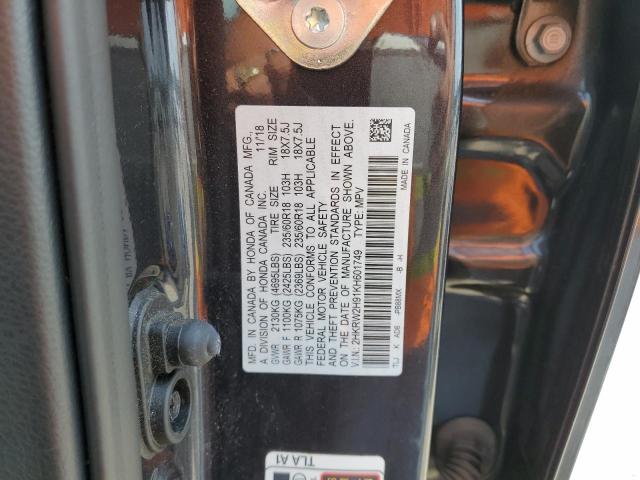 MFD. IN CANADA BY HONDA OF CANADA MFG.,
A DIVISION OF HONDA CANADA INC. 11/18
GVWR 2130KG (4695LBS) TIRE SIZE RIM SIZE
GAWR F 1100KG (2425LBS) 235/60R18 103H 18X7.5J
GAWR R 1075KG (2369LBS) 235/60R18 103H 18X7.5J
THIS VEHICLE CONFORMS TO ALL APPLICABLE
FEDERAL MOTOR VEHICLE SAFETY
AND THEFT PREVENTION STANDARDS IN EFFECT
ON THE DATE OF MANUFACTURE SHOWN ABOVE.
V.I.N.: 2HKRW2H91KH601749 TYPE: MPV
TLJ K AD6 PB88MX -B -H MADE IN CANADA
TLA A1